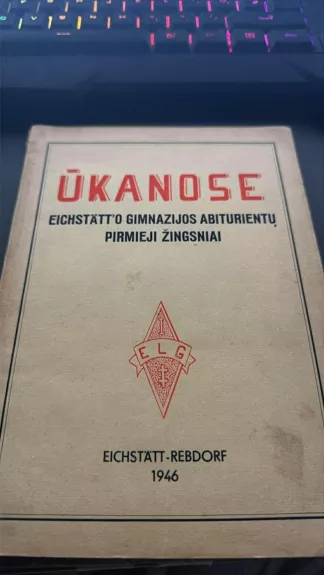 ŪKANOSE
EICHSTÄTT'O GIMNAZIJOS ABITURIENTŲ
PIRMIEJI ŽINGSNIAI
I
ELG
EICHSTÄTT-REBDORF
1946